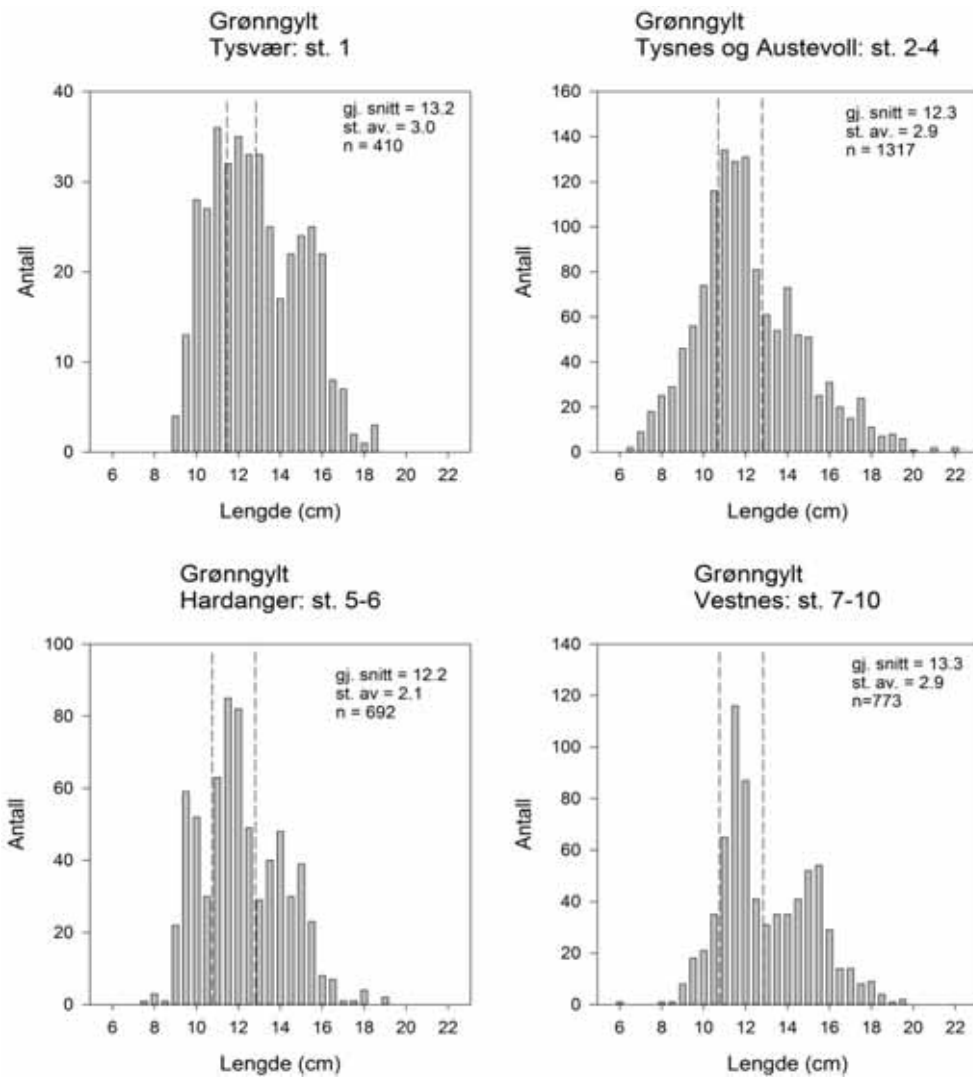 Grønngylt
Tysvær: st. 1
gj. snitt = 13.2
st. av. = 3.0
n = 410
40
30
20
10
0
Antall
6 8 10 12 14 16 18 20 22
Lengde (cm)
Grønngylt
Tysnes og Austevoll: st. 2-4
gj. snitt = 12.3
st. av. = 2.9
n = 1317
160
140
120
100
80
60
40
20
0
Antall
6 8 10 12 14 16 18 20 22
Lengde (cm)
Grønngylt
Hardanger: st. 5-6
gj. snitt = 12.2
st. av = 2.1
n = 692
100
80
60
40
20
0
Antall
6 8 10 12 14 16 18 20 22
Lengde (cm)
Grønngylt
Vestnes: st. 7-10
gj. snitt = 13.3
st. av. = 2.9
n=773
140
120
100
80
60
40
20
0
Antall
6 8 10 12 14 16 18 20 22
Lengde (cm)